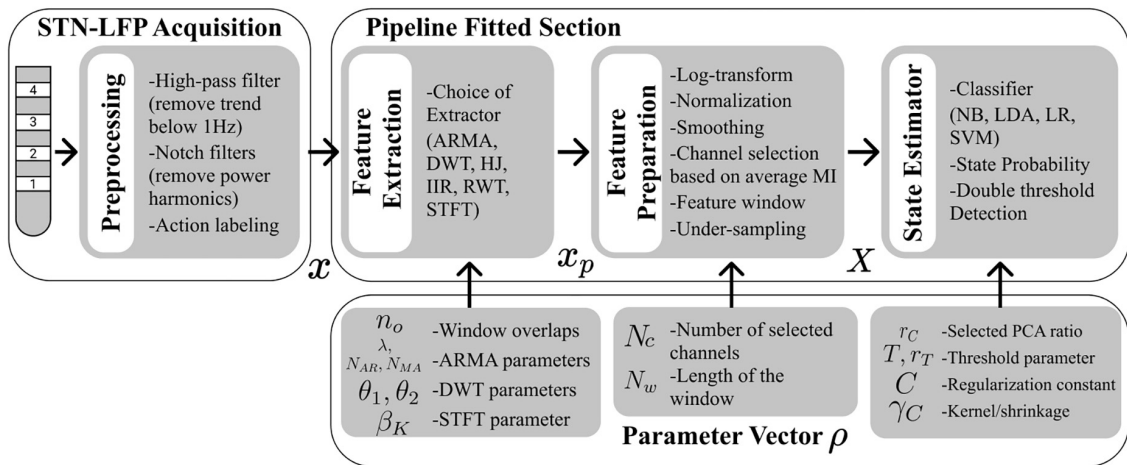 STN-LFP Acquisition
4
3
2
1
Preprocessing
-High-pass filter
(remove trend
below 1Hz)
-Notch filters
(remove power
harmonics)
-Action labeling
x
Pipeline Fitted Section
Feature
Extraction
-Choice of
Extractor
(ARMA,
DWT, HJ,
IIR, RWT,
STFT)
x_p
Feature
Preparation
-Log-transform
-Normalization
-Smoothing
-Channel selection
based on average MI
-Feature window
-Under-sampling
X
State Estimator
-Classifier
(NB, LDA, LR,
SVM)
-State Probability
-Double threshold
Detection
n_o -Window overlaps
λ,
N_AR, N_MA -ARMA parameters
θ_1, θ_2 -DWT parameters
β_K -STFT parameter
N_c -Number of selected
channels
N_w -Length of the
window
r_C -Selected PCA ratio
T, r_T -Threshold parameter
C -Regularization constant
γ_C -Kernel/shrinkage
Parameter Vector ρ